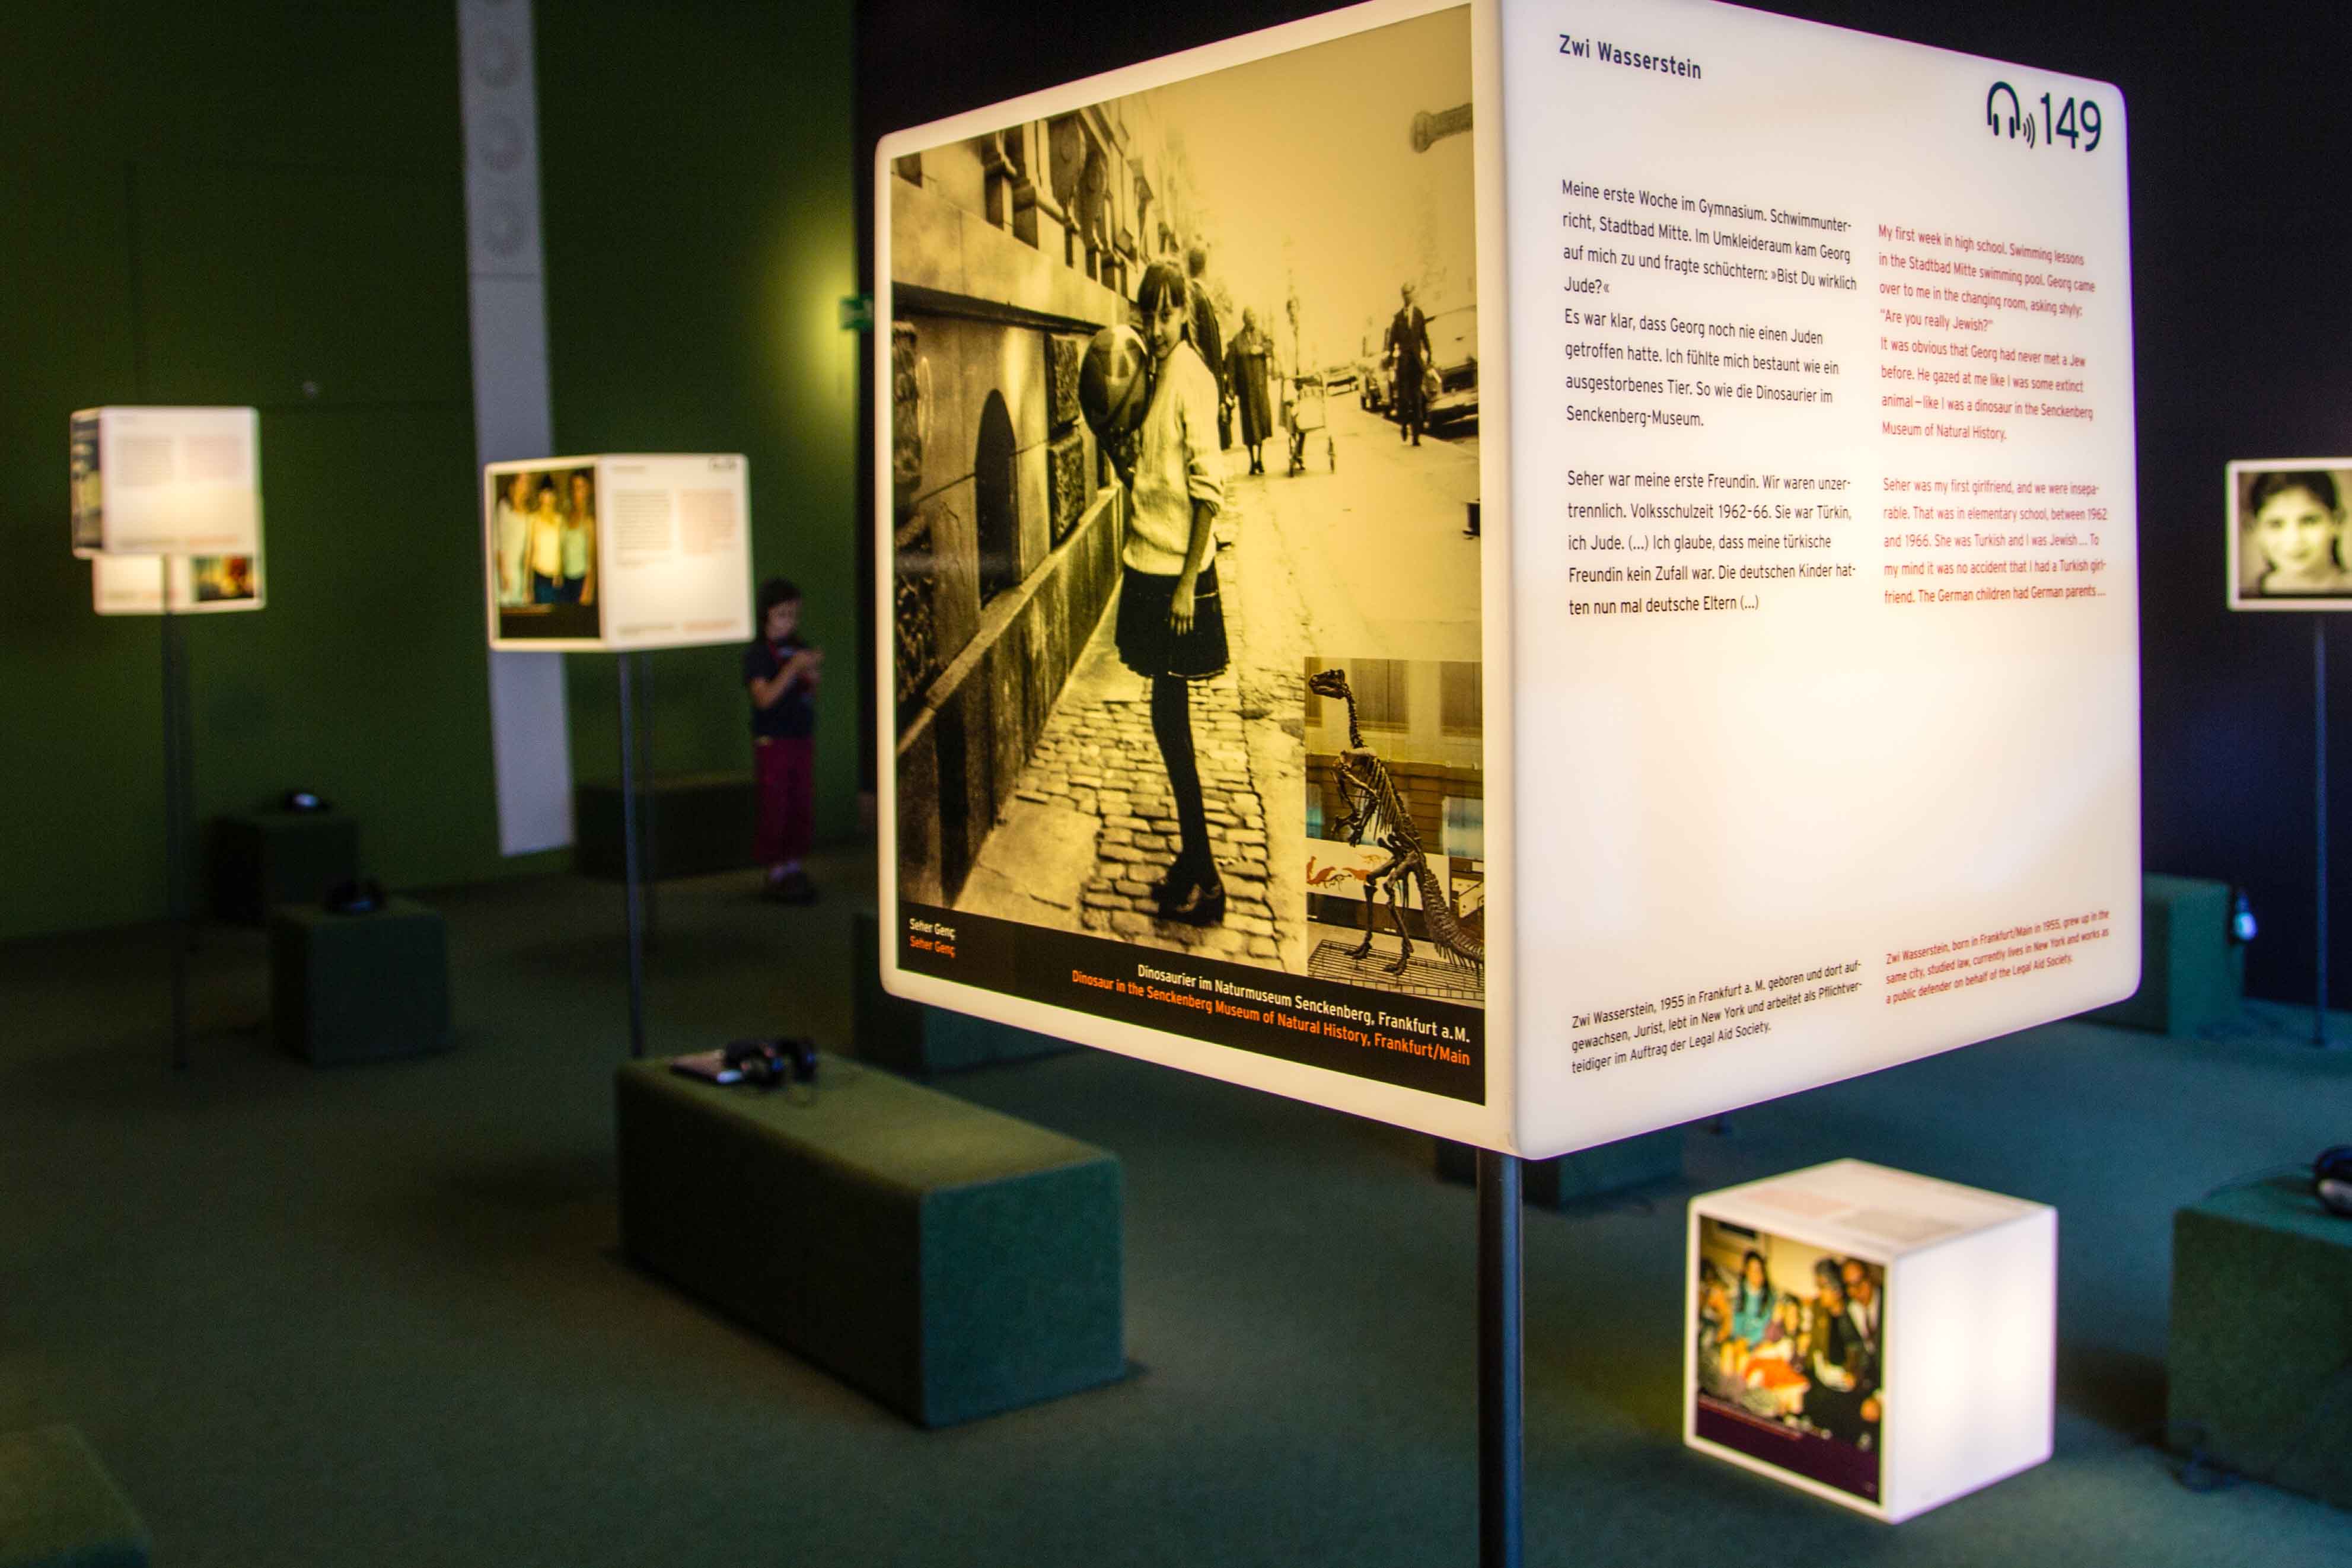 Zwi Wasserstein
149
Meine erste Woche im Gymnasium. Schwimmunter-
richt, Stadtbad Mitte. Im Umkleideraum kam Georg
auf mich zu und fragte schüchtern: »Bist Du wirklich
Jude?«
Es war klar, dass Georg noch nie einen Juden
getroffen hatte. Ich fühlte mich bestaunt wie ein
ausgestorbenes Tier. So wie die Dinosaurier im
Senckenberg-Museum.
Seher war meine erste Freundin. Wir waren unzer-
trennlich. Volksschulzeit 1962-66. Sie war Türkin,
ich Jude. (...) Ich glaube, dass meine türkische
Freundin kein Zufall war. Die deutschen Kinder hat-
ten nun mal deutsche Eltern (...)
My first week in high school. Swimming lessons
in the Stadtbad Mitte swimming pool. Georg came
over to me in the changing room, asking shyly:
"Are you really Jewish?"
It was obvious that Georg had never met a Jew
before. He gazed at me like I was some extinct
animal – like I was a dinosaur in the Senckenberg
Museum of Natural History.
Seher was my first girlfriend, and we were insepa-
rable. That was in elementary school, between 1962
and 1966. She was Turkish and I was Jewish ... To
my mind it was no accident that I had a Turkish girl-
friend. The German children had German parents ...
Zwi Wasserstein, 1955 in Frankfurt a. M. geboren und dort auf-
gewachsen, Jurist, lebt in New York und arbeitet als Pflichtver-
teidiger im Auftrag der Legal Aid Society.
Zwi Wasserstein, born in Frankfurt/Main in 1955, grew up in the
same city, studied law, currently lives in New York and works as
a public defender on behalf of the Legal Aid Society.
Seher Genç
Seher Genç
Dinosaurier im Naturmuseum Senckenberg, Frankfurt a.M.
Dinosaur in the Senckenberg Museum of Natural History, Frankfurt/Main